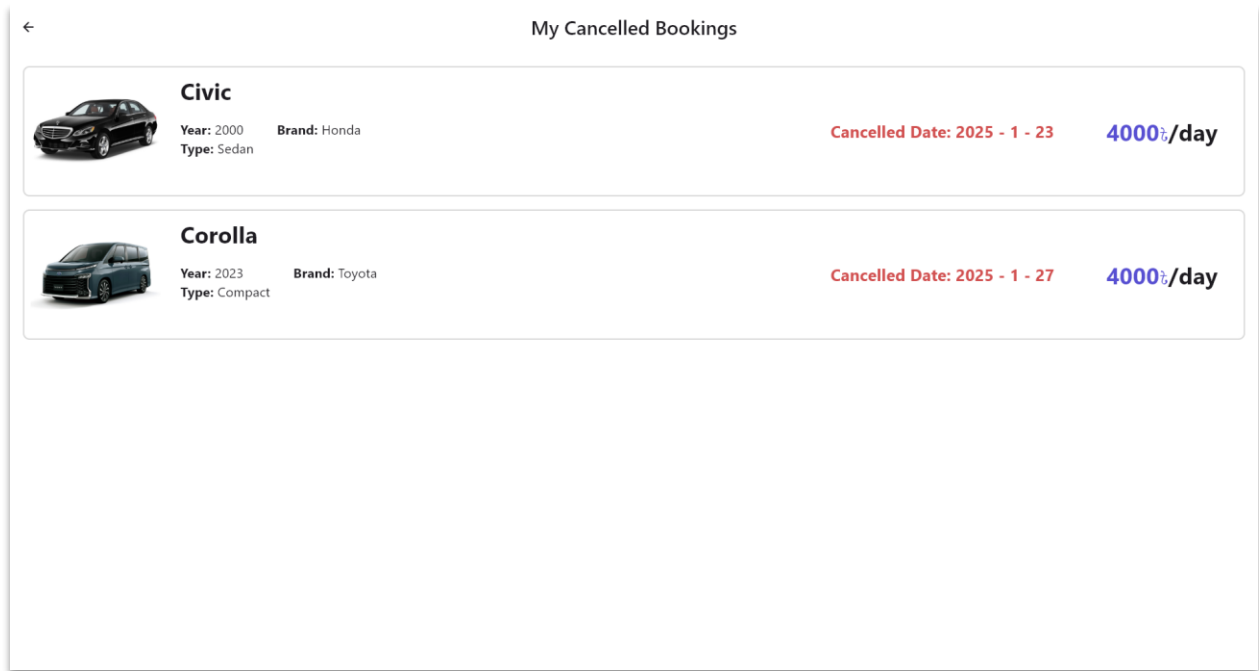 My Cancelled Bookings
Civic
Year: 2000 Brand: Honda
Type: Sedan
Cancelled Date: 2025 - 1 - 23
4000৳/day
Corolla
Year: 2023 Brand: Toyota
Type: Compact
Cancelled Date: 2025 - 1 - 27
4000৳/day